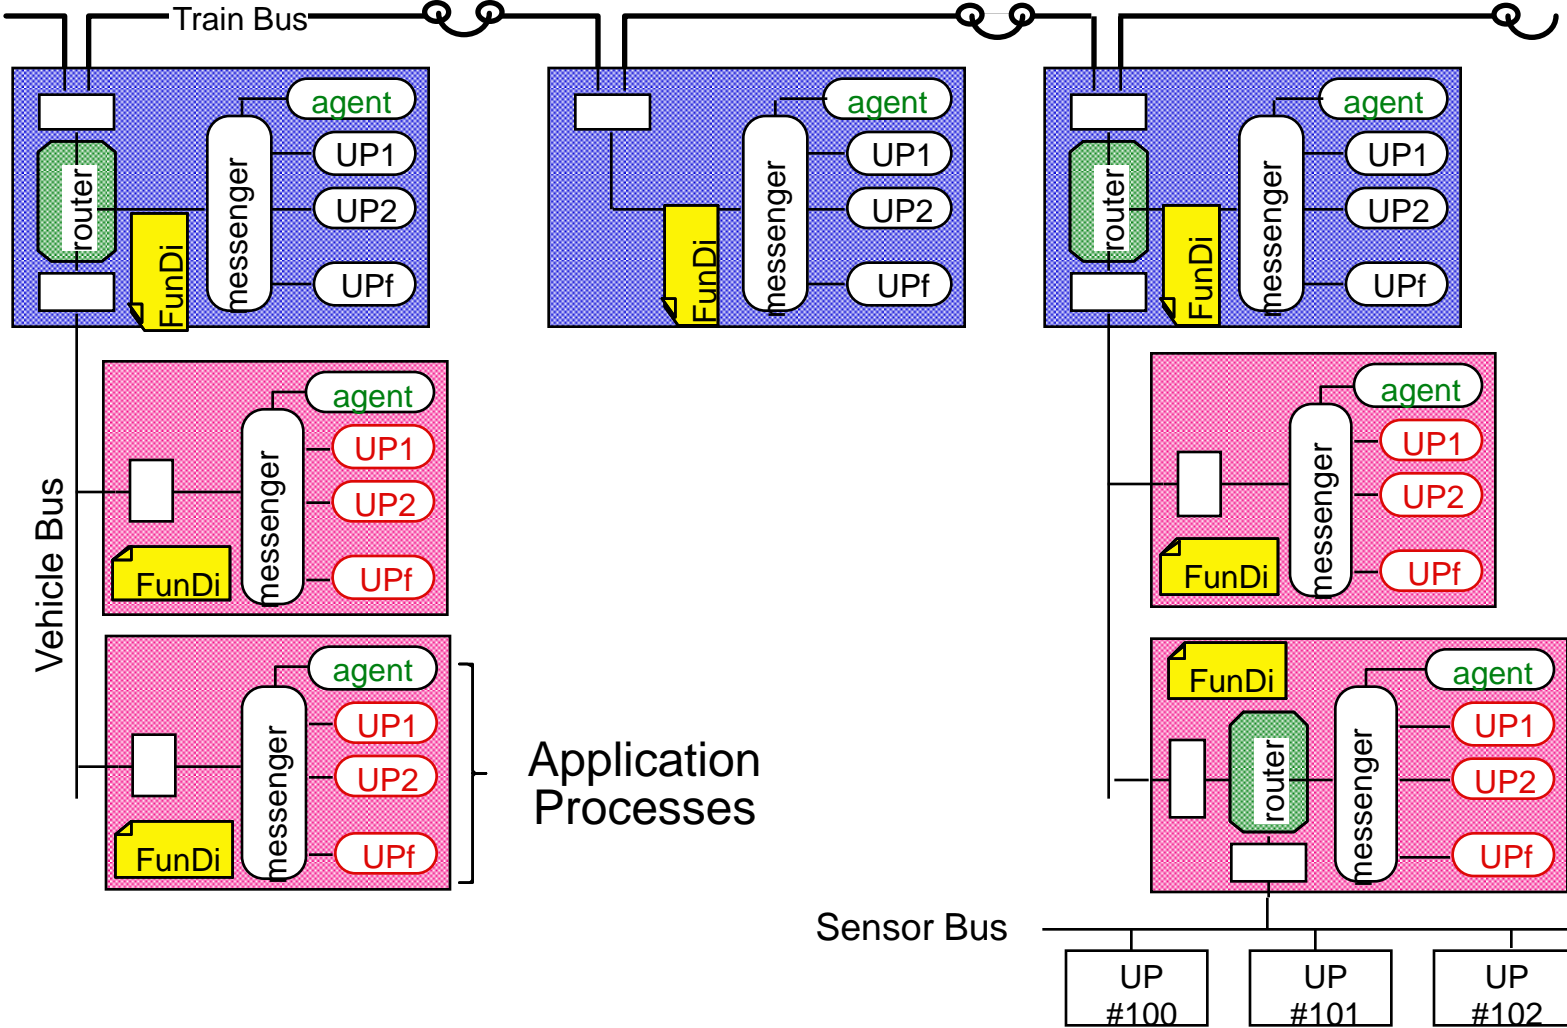 Train Bus
agent
UP1
UP2
UPf
router
messenger
FunDi
agent
UP1
UP2
UPf
messenger
FunDi
agent
UP1
UP2
UPf
router
messenger
FunDi
Vehicle Bus
agent
UP1
UP2
UPf
messenger
FunDi
agent
UP1
UP2
UPf
messenger
FunDi
agent
UP1
UP2
UPf
messenger
FunDi
Application
Processes
FunDi
agent
UP1
UP2
UPf
router
messenger
Sensor Bus
UP
#100
UP
#101
UP
#102